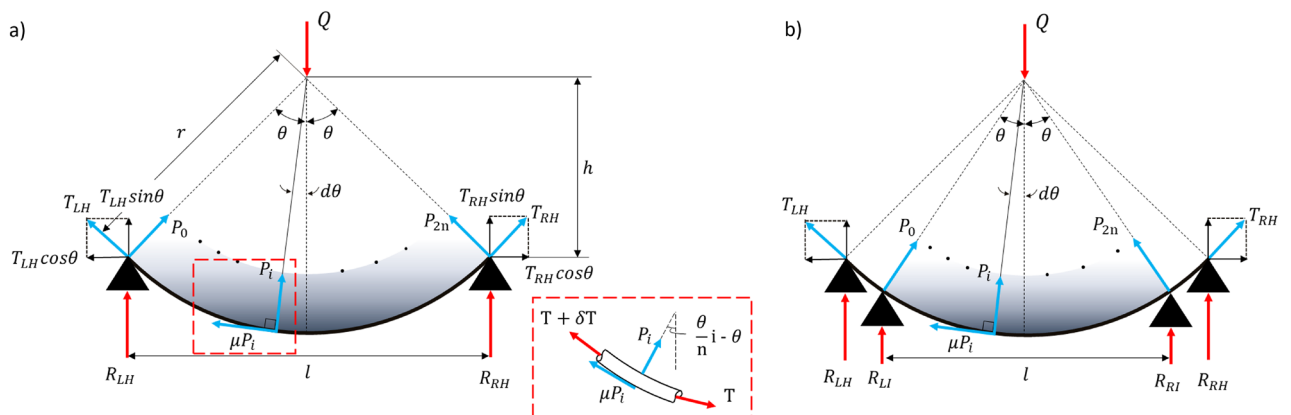 a)
Q
r
θ
θ
h
dθ
T_LH
T_LH sinθ
P_0
T_LH cosθ
P_i
μP_i
T_RH sinθ
T_RH
P_2n
T_RH cosθ
R_LH
l
R_RH
T + δT
P_i
θ/n i - θ
μP_i
T
b)
Q
θ
θ
dθ
T_LH
P_0
P_i
P_2n
T_RH
μP_i
R_LH
R_LI
l
R_RI
R_RH